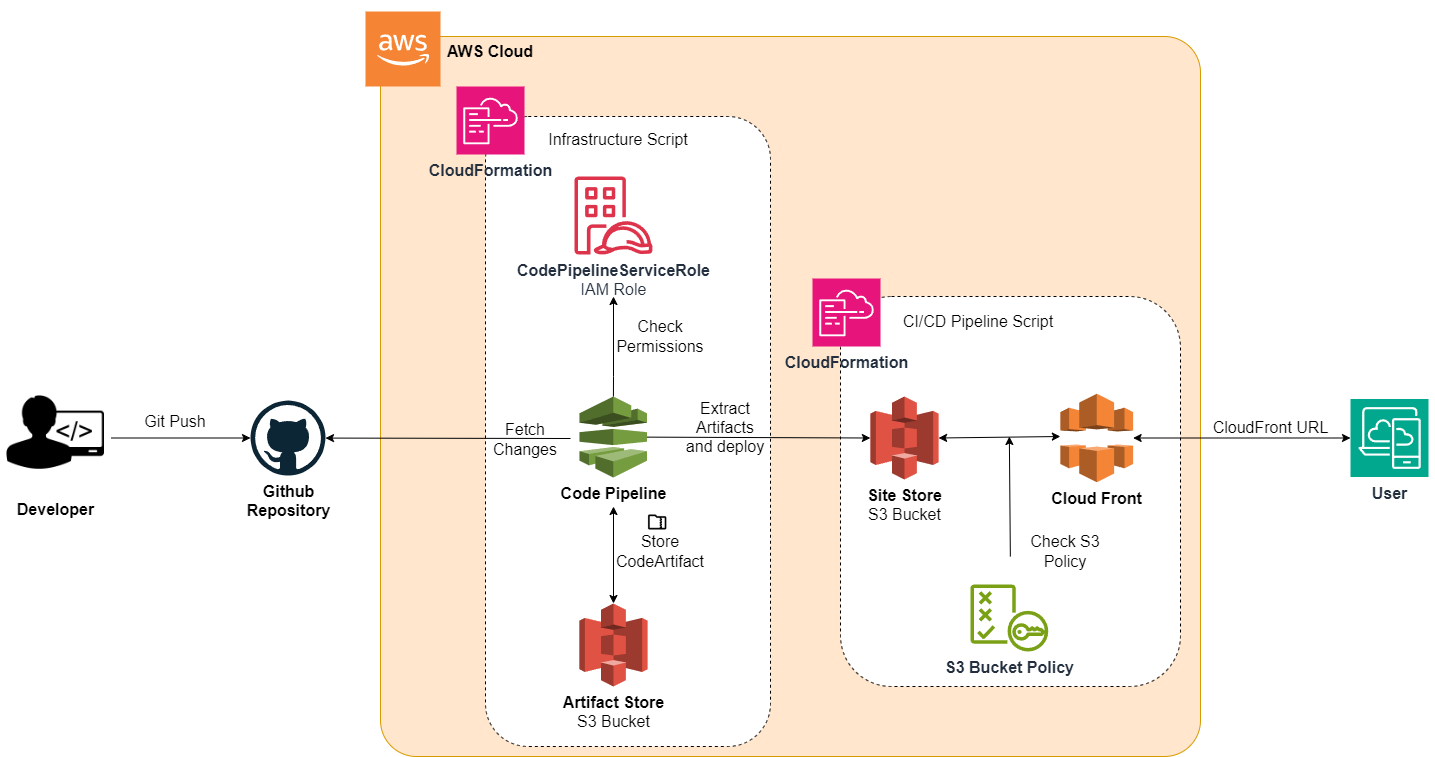 aws
AWS Cloud
Infrastructure Script
CloudFormation
CodePipelineServiceRole
IAM Role
Check
Permissions
CI/CD Pipeline Script
CloudFormation
Developer
Git Push
</>
Github
Repository
Fetch
Changes
Code Pipeline
Extract
Artifacts
and deploy
Site Store
S3 Bucket
Cloud Front
CloudFront URL
User
Store
CodeArtifact
Check S3
Policy
S3 Bucket Policy
Artifact Store
S3 Bucket